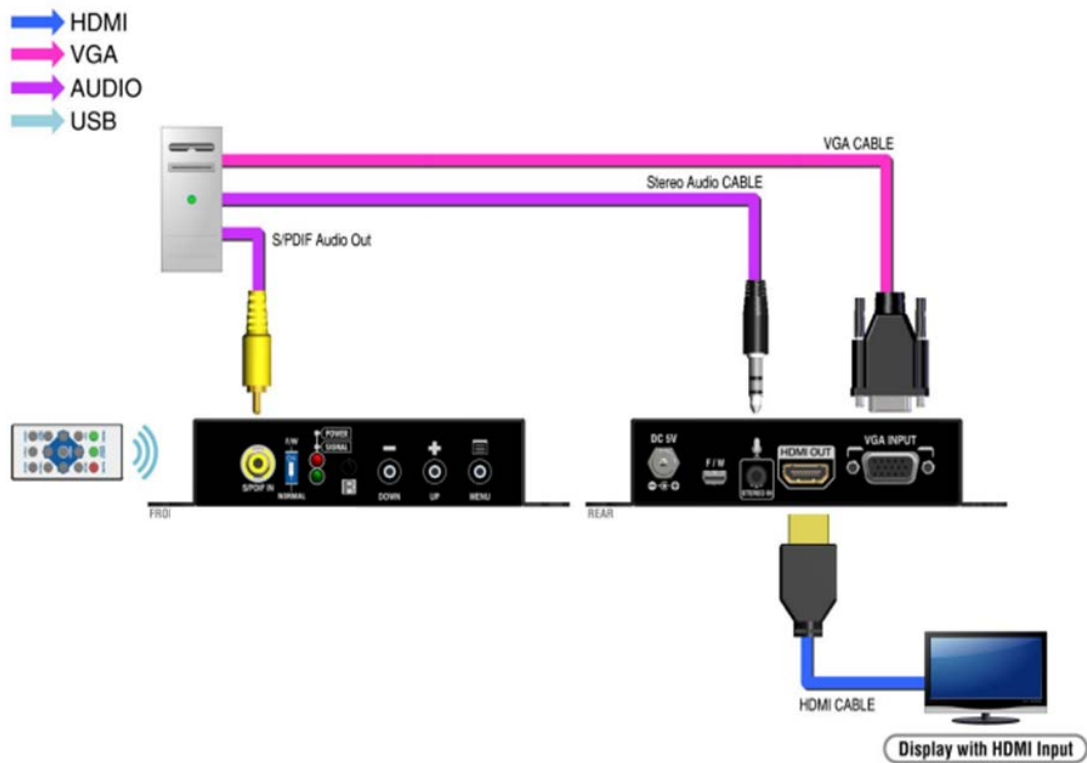 HDMI
VGA
AUDIO
USB
VGA CABLE
Stereo Audio CABLE
S/PDIF Audio Out
POWER
SIGNAL
F/W
S/PDIF IN
NORMAL
DOWN
UP
MENU
FROI
DC 5V
F / W
STEREO IN
HDMI OUT
VGA INPUT
REAR
HDMI CABLE
Display with HDMI Input